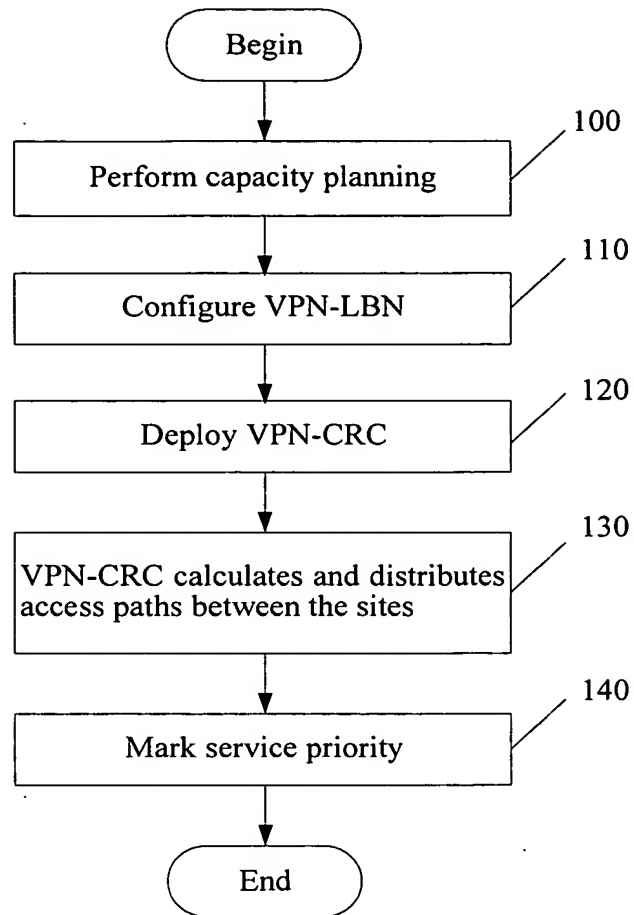 Begin
100
Perform capacity planning
110
Configure VPN-LBN
120
Deploy VPN-CRC
130
VPN-CRC calculates and distributes
access paths between the sites
140
Mark service priority
End